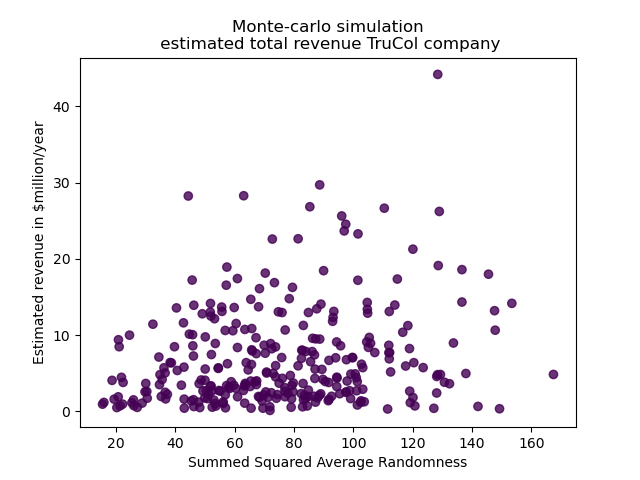 Monte-carlo simulation
estimated total revenue TruCol company
Estimated revenue in $million/year
40
30
20
10
0
20 40 60 80 100 120 140 160
Summed Squared Average Randomness